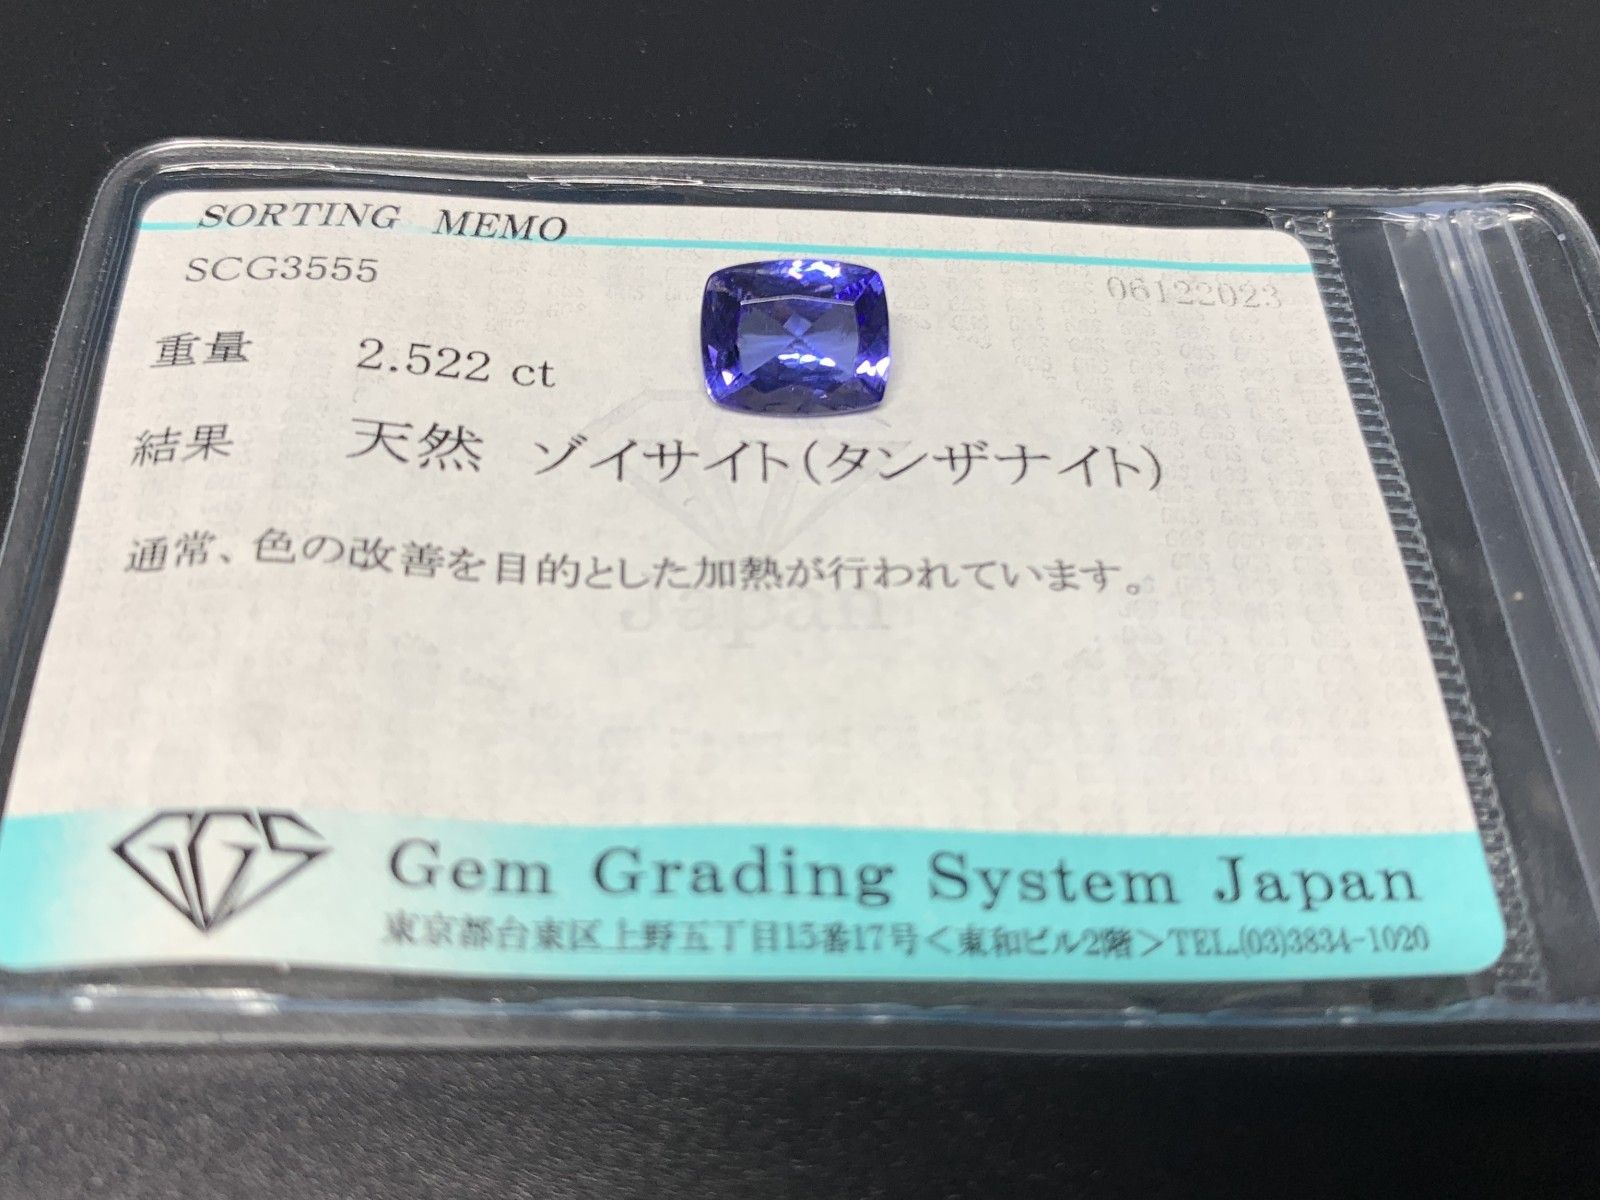 SORTING MEMO
SCG3555 06122023
重量 2.522 ct
結果 天然 ゾイサイト(タンザナイト)
通常、色の改善を目的とした加熱が行われています。
Japan
GGS Gem Grading System Japan
東京都台東区上野五丁目15番17号<東和ビル2階>TEL.(03)3834-1020